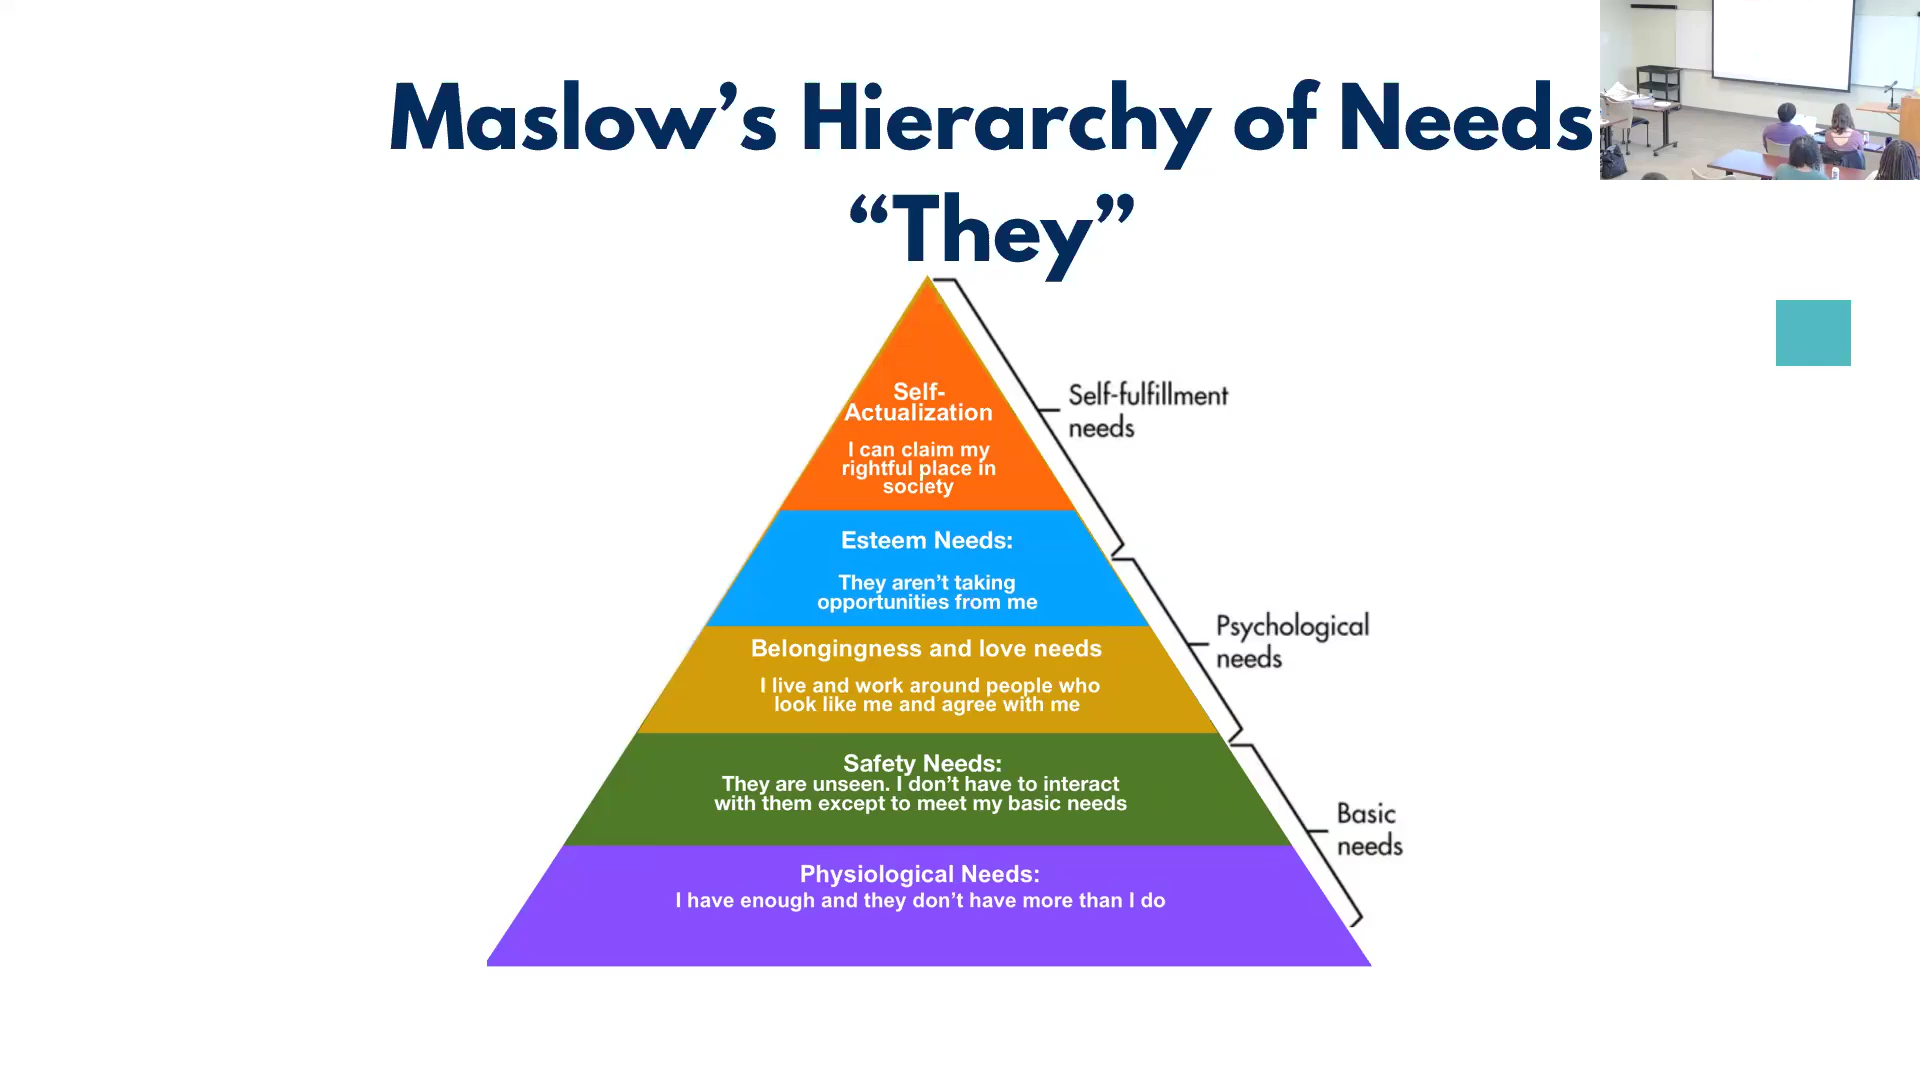 Maslow’s Hierarchy of Needs
“They”
Self-
Actualization
I can claim my
rightful place in
society
Self-fulfillment
needs
Esteem Needs:
They aren’t taking
opportunities from me
Psychological
needs
Belongingness and love needs
I live and work around people who
look like me and agree with me
Safety Needs:
They are unseen. I don’t have to interact
with them except to meet my basic needs
Basic
needs
Physiological Needs:
I have enough and they don’t have more than I do